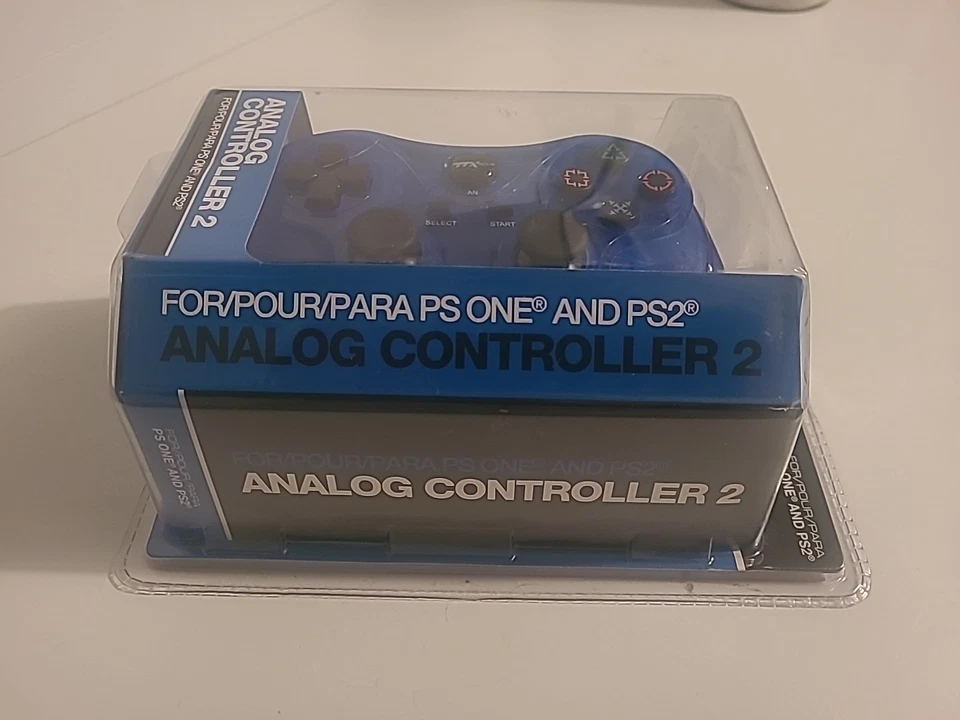 ANALOG
CONTROLLER 2
FOR/POUR/PARA PS ONE® AND PS2®
AN
SELECT
START
FOR/POUR/PARA PS ONE® AND PS2®
ANALOG CONTROLLER 2
FOR/POUR/PARA
PS ONE® AND PS2®
FOR/POUR/PARA PS ONE® AND PS2®
ANALOG CONTROLLER 2
FOR/POUR/PARA
ONE® AND PS2®